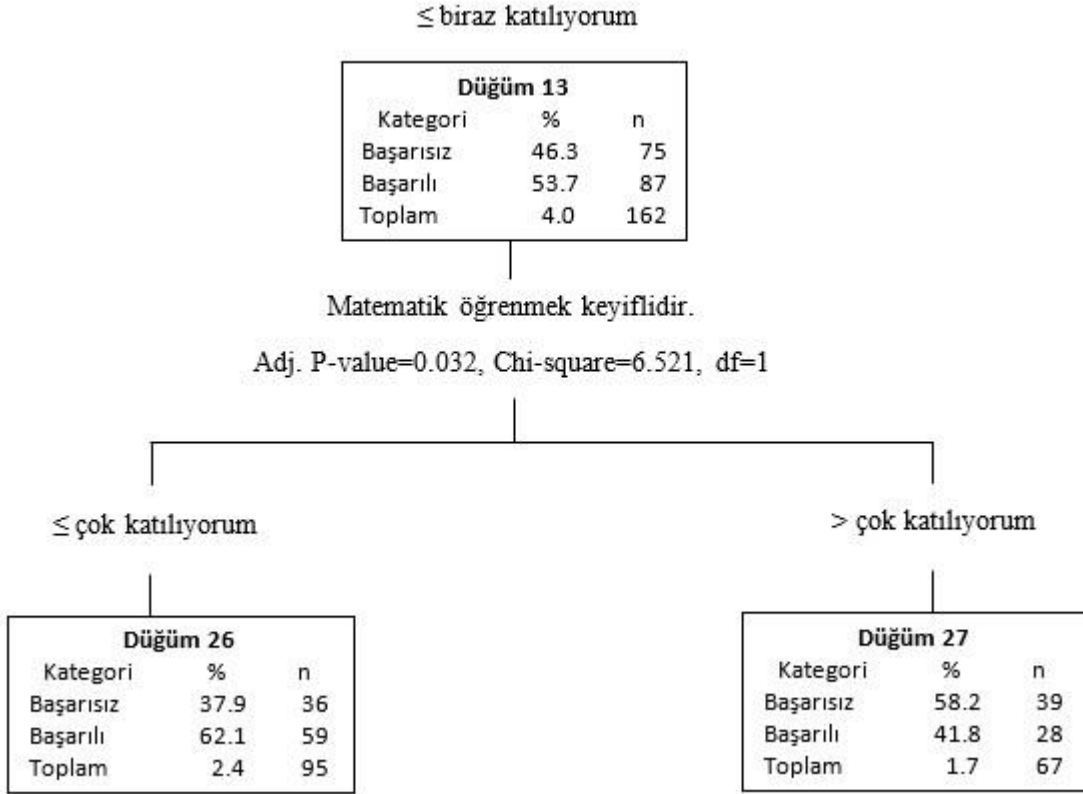 ≤ biraz katılıyorum
Düğüm 13
Kategori % n
Başarısız 46.3 75
Başarılı 53.7 87
Toplam 4.0 162
Matematik öğrenmek keyiflidir.
Adj. P-value=0.032, Chi-square=6.521, df=1
≤ çok katılıyorum
> çok katılıyorum
Düğüm 26
Kategori % n
Başarısız 37.9 36
Başarılı 62.1 59
Toplam 2.4 95
Düğüm 27
Kategori % n
Başarısız 58.2 39
Başarılı 41.8 28
Toplam 1.7 67